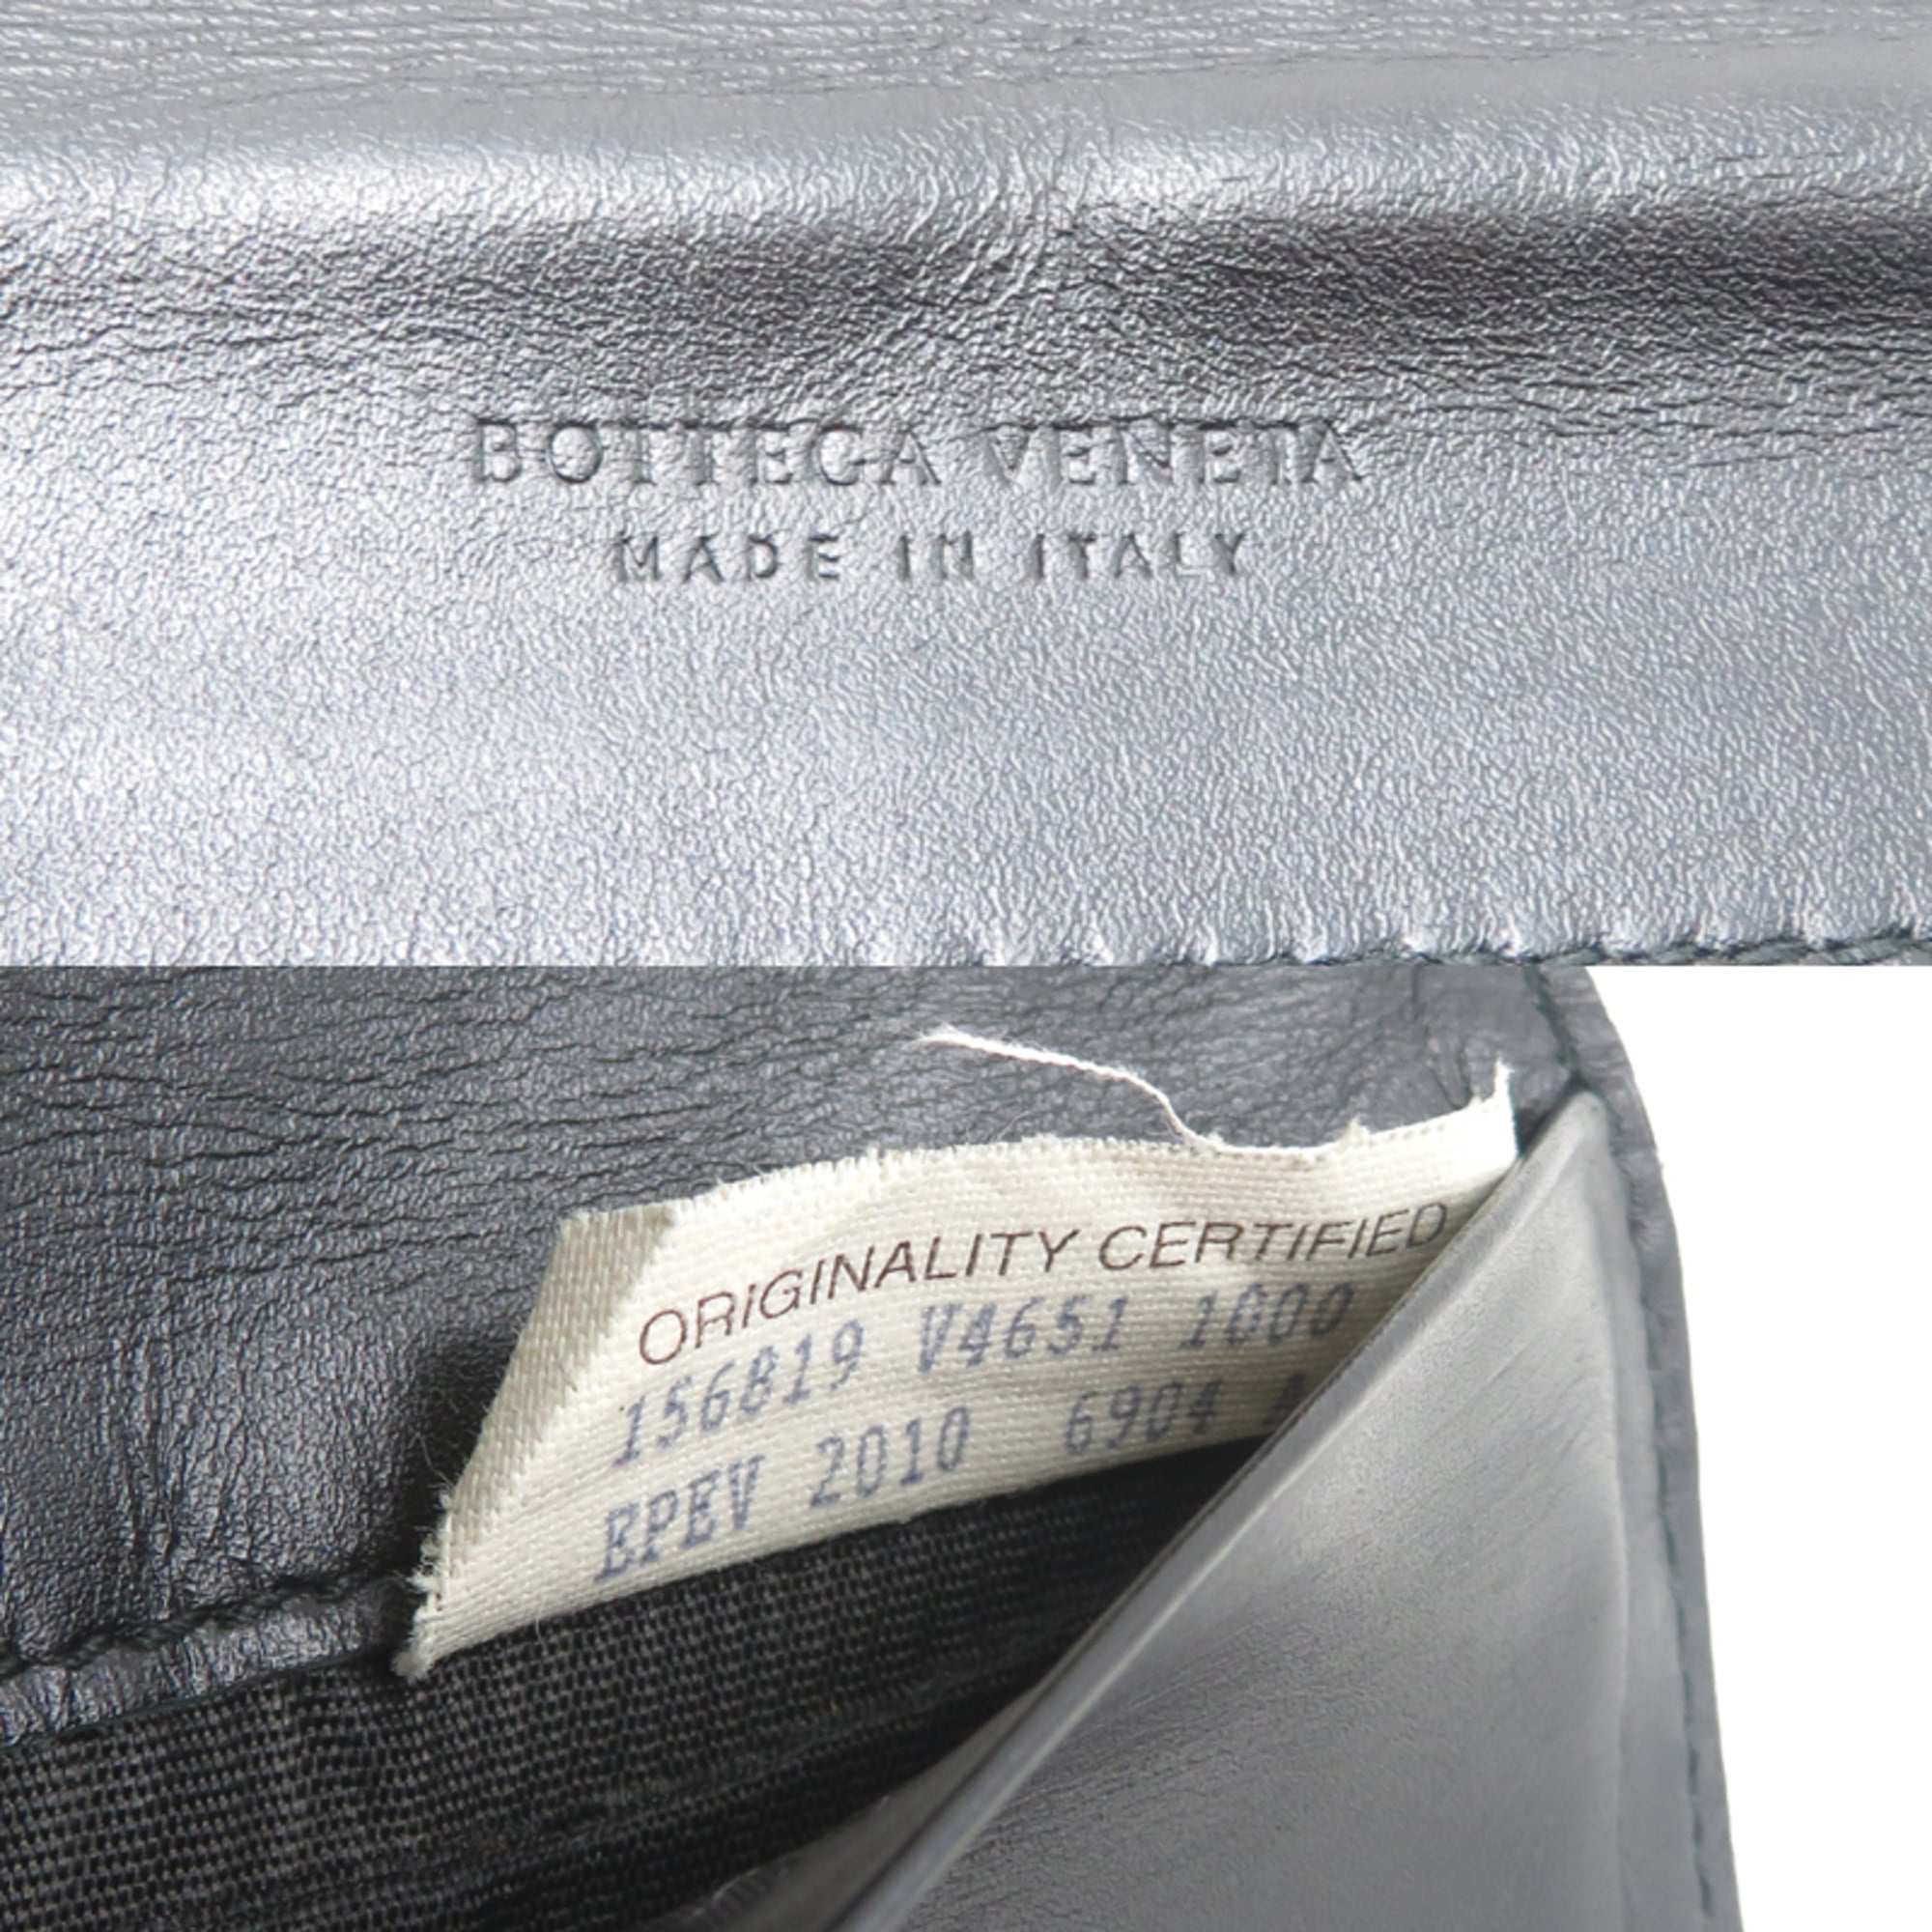 BOTTEGA VENETA
MADE IN ITALY
ORIGINALITY CERTIFIED
156819 V4651 1000
EPEV 2010 6904